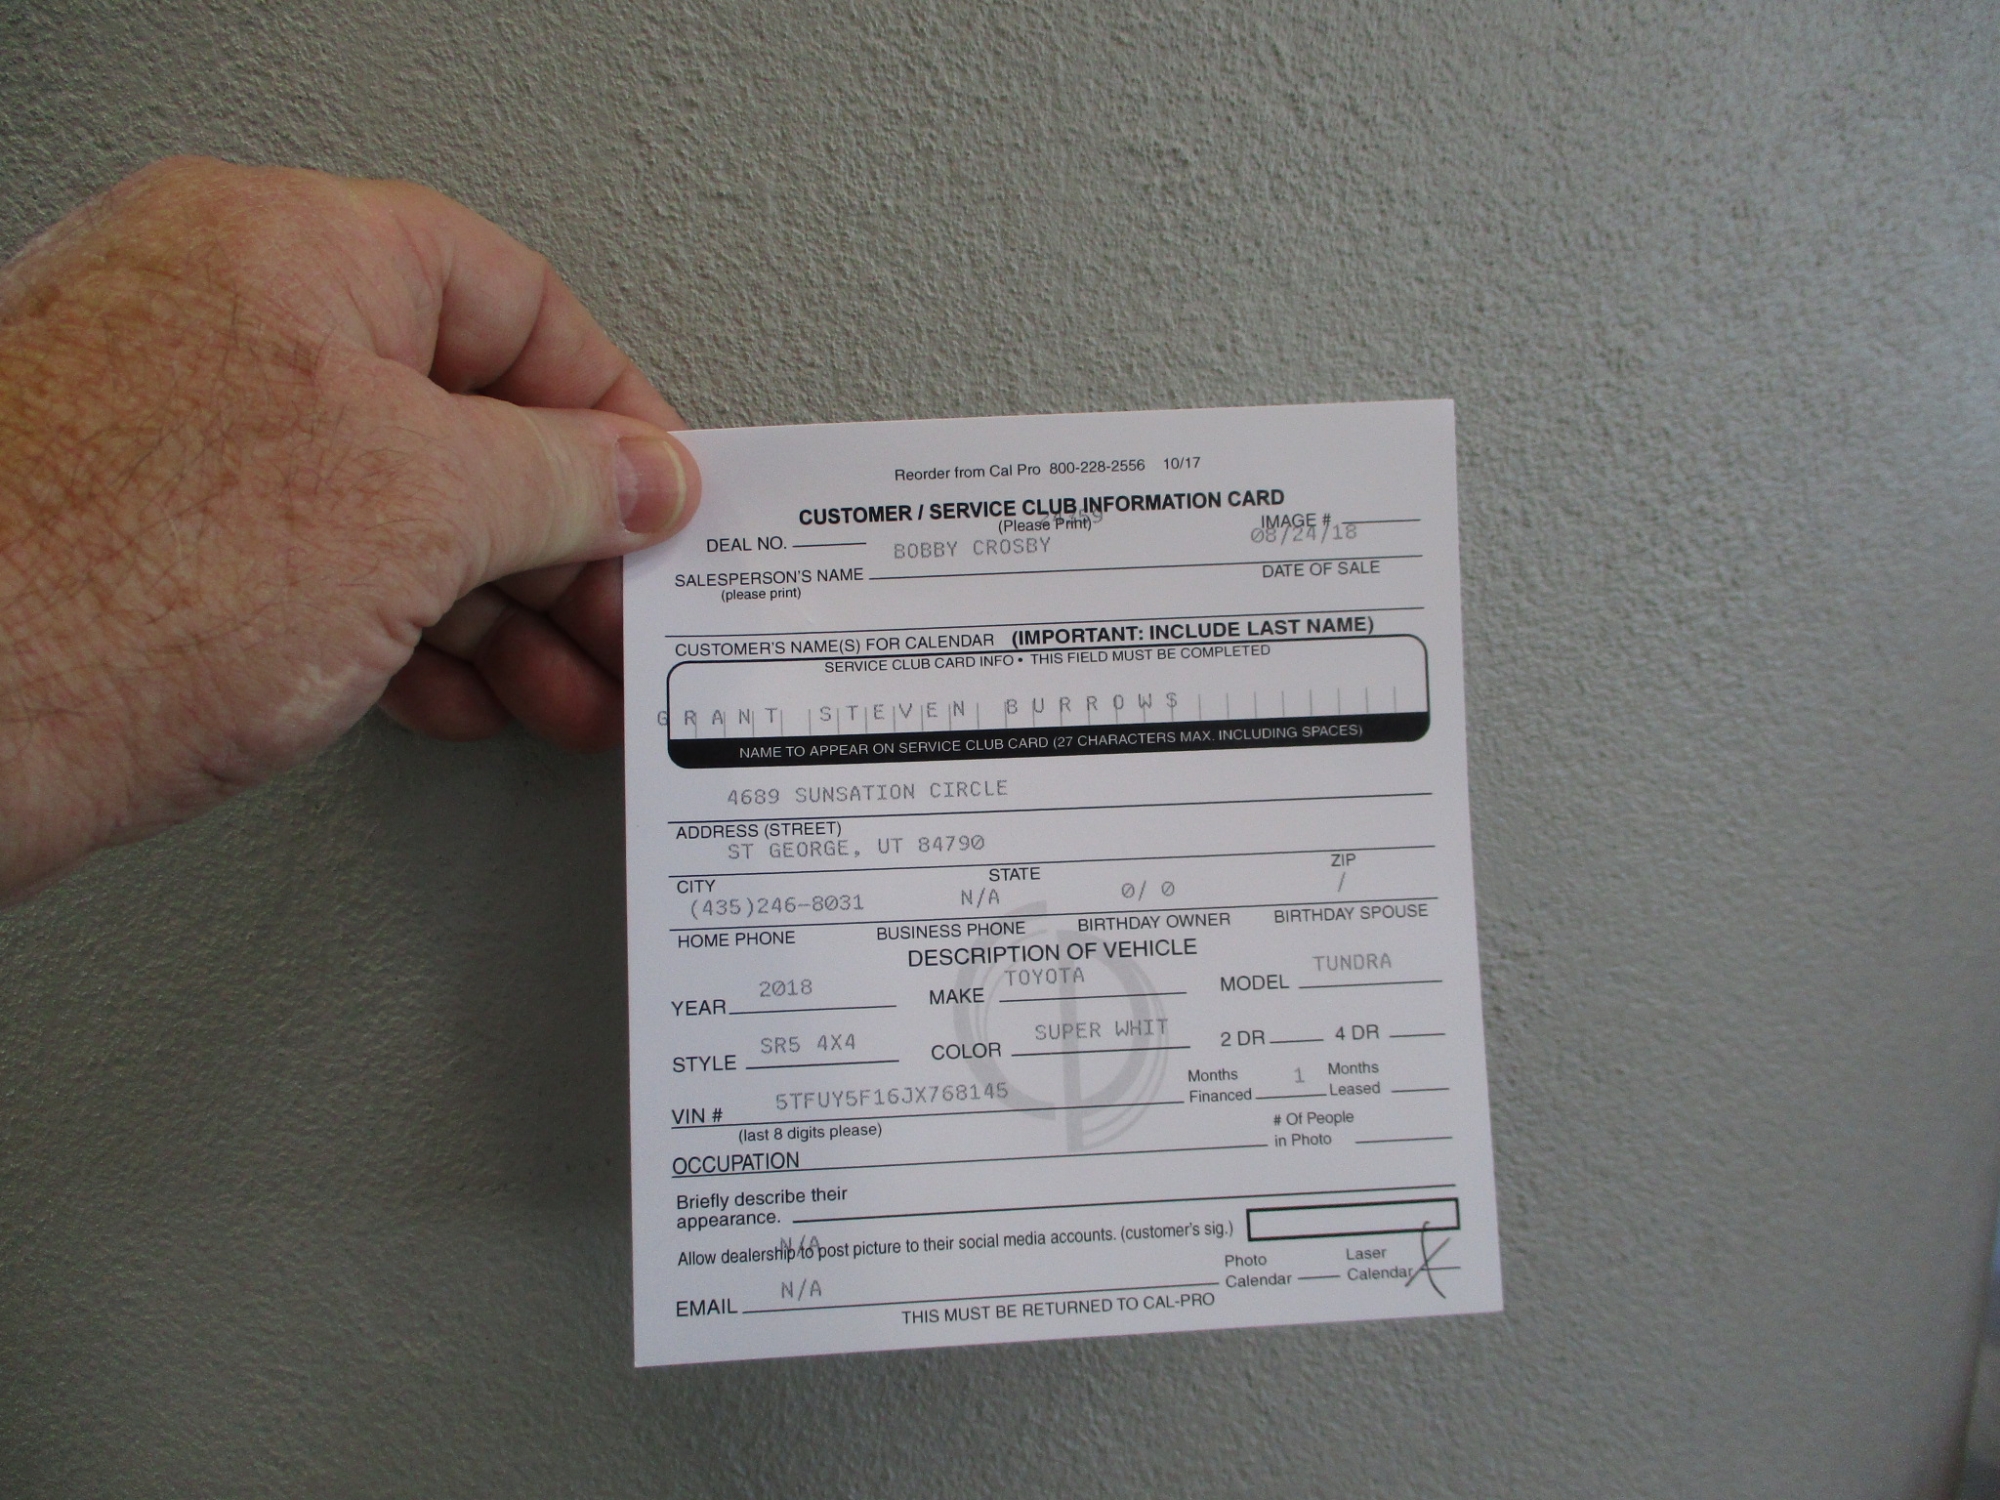 Reorder from Cal Pro 800-228-2556 10/17
CUSTOMER / SERVICE CLUB INFORMATION CARD
(Please Print)
IMAGE #
DEAL NO. BOBBY CROSBY 08/24/18
SALESPERSON'S NAME DATE OF SALE
(please print)
CUSTOMER'S NAME(S) FOR CALENDAR (IMPORTANT: INCLUDE LAST NAME)
SERVICE CLUB CARD INFO • THIS FIELD MUST BE COMPLETED
GRANT STEVEN BURROWS
NAME TO APPEAR ON SERVICE CLUB CARD (27 CHARACTERS MAX. INCLUDING SPACES)
4689 SUNSATION CIRCLE
ADDRESS (STREET)
ST GEORGE, UT 84790
CITY STATE ZIP
(435)246-8031 N/A 0/ 0 /
HOME PHONE BUSINESS PHONE BIRTHDAY OWNER BIRTHDAY SPOUSE
DESCRIPTION OF VEHICLE
YEAR 2018 MAKE TOYOTA MODEL TUNDRA
STYLE SR5 4X4 COLOR SUPER WHIT 2 DR 4 DR
VIN # 5TFUY5F16JX768145 Months Financed 1 Months Leased
(last 8 digits please)
OCCUPATION # Of People in Photo
Briefly describe their
appearance.
N/A
Allow dealership to post picture to their social media accounts. (customer's sig.)
EMAIL N/A Photo Calendar Laser Calendar X
THIS MUST BE RETURNED TO CAL-PRO